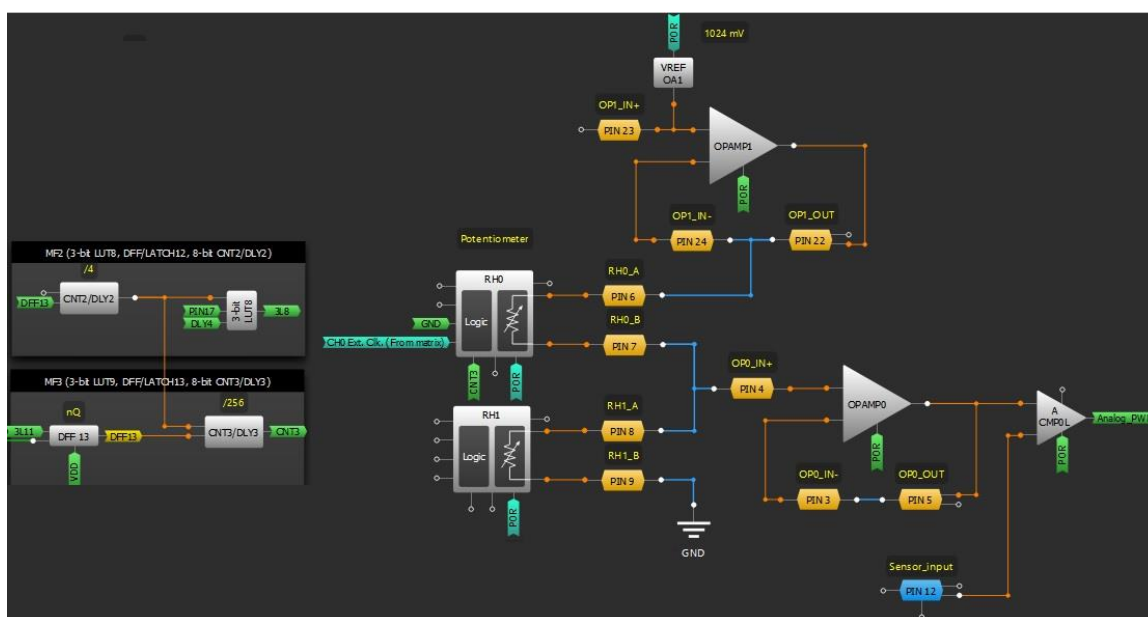 POR
1024 mV
VREF
OA1
OP1_IN+
PIN 23
OPAMP1
POR
OP1_IN-
OP1_OUT
PIN 24
PIN 22
Potentiometer
MF2 (3-bit LUT8, DFF/LATCH12, 8-bit CNT2/DLY2)
/4
DFF13
CNT2/DLY2
PIN17
DLY4
3-bit
LUT8
3L8
RH0
Logic
GND
CH0 Ext. Clk. (From matrix)
CNT3
POR
RH0_A
PIN 6
RH0_B
PIN 7
MF3 (3-bit LUT9, DFF/LATCH13, 8-bit CNT3/DLY3)
nQ
/256
3L11
DFF 13
DFF13
CNT3/DLY3
CNT3
VDD
RH1
Logic
POR
RH1_A
PIN 8
RH1_B
PIN 9
GND
OP0_IN+
PIN 4
OPAMP0
POR
OP0_IN-
OP0_OUT
PIN 3
PIN 5
A
CMP0L
POR
Analog_PW
Sensor_input
PIN 12